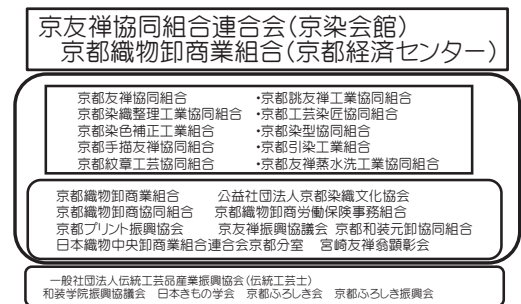 京友禅協同組合連合会(京染会館)
京都織物卸商業組合(京都経済センター)
京都友禅協同組合 ・京都誂友禅工業協同組合
京都染織整理工業協同組合 ・京都工芸染匠協同組合
京都染色補正工業組合 ・京都染型協同組合
京都手描友禅協同組合 ・京都引染工業組合
京都紋章工芸協同組合 ・京都友禅蒸水洗工業協同組合
京都織物卸商業組合 公益社団法人京都染織文化協会
京都織物卸商協同組合 京都織物卸商労働保険事務組合
京都プリント振興協会 京友禅振興協議会 京都和装元卸協同組合
日本織物中央卸商業組合連合会京都分室 宮崎友禅翁顕彰会
一般社団法人伝統工芸品産業振興協会(伝統工芸士)
和装学院振興協議会 日本きもの学会 京都ふろしき会 京都ふろしき振興会